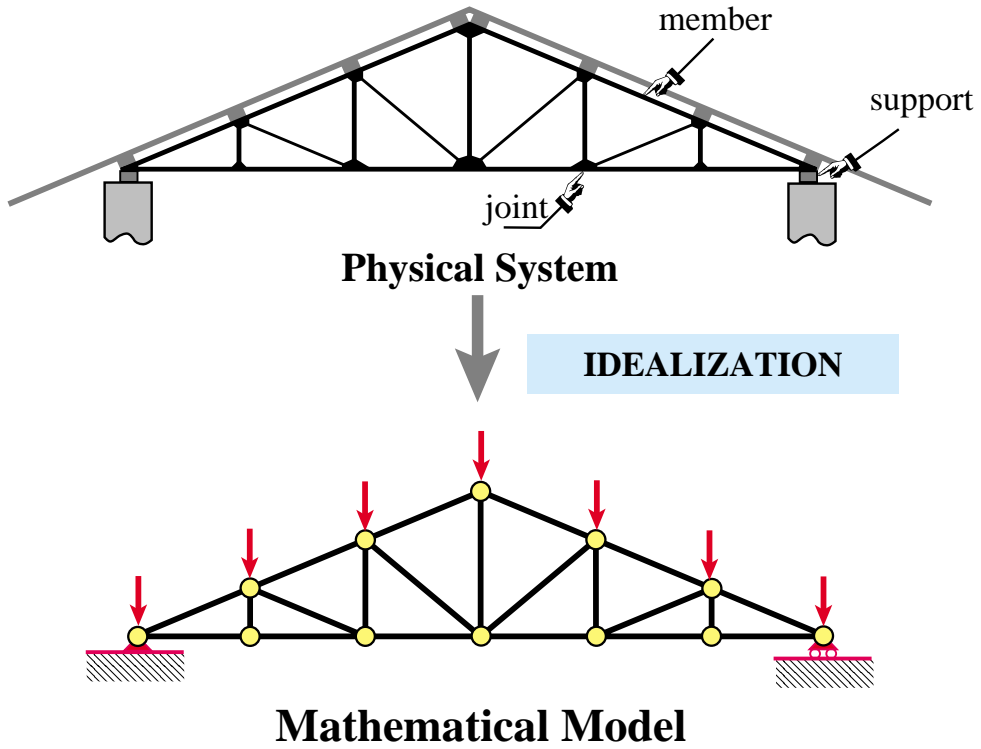 member
support
joint
Physical System
IDEALIZATION
Mathematical Model